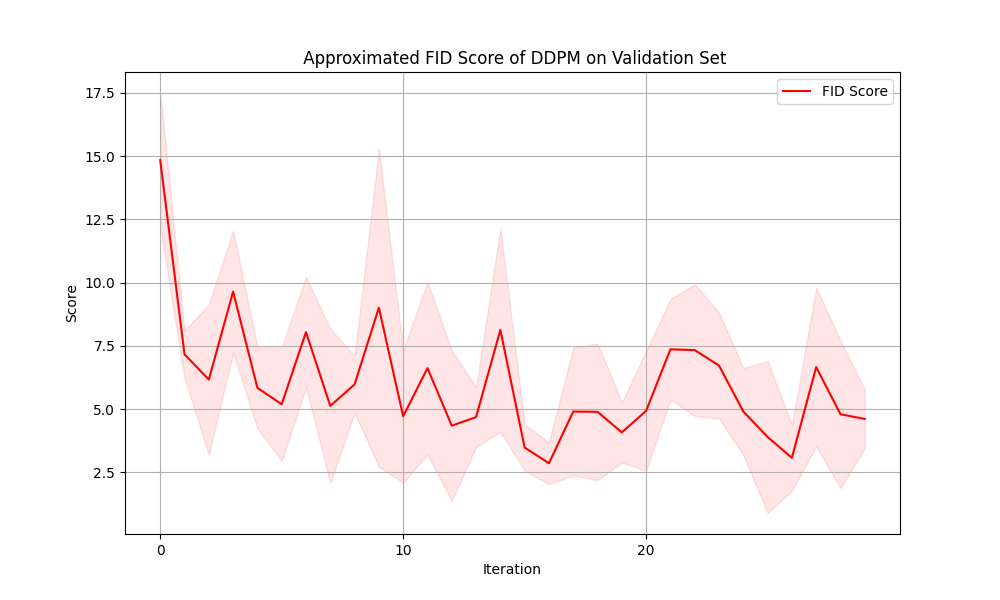 Approximated FID Score of DDPM on Validation Set
FID Score
17.5
15.0
12.5
10.0
7.5
5.0
2.5
Score
0
10
20
Iteration